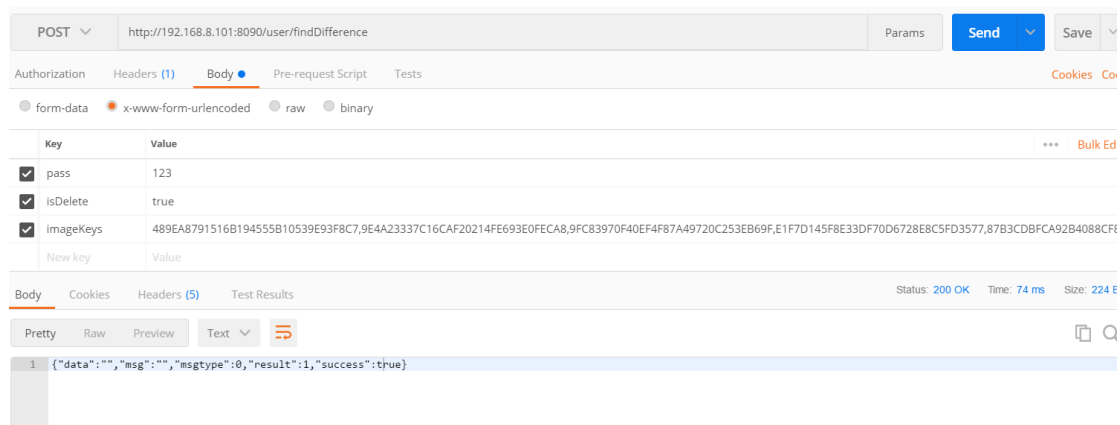 POST http://192.168.8.101:8090/user/findDifference Params Send Save
Authorization Headers (1) Body Pre-request Script Tests Cookies Co
form-data x-www-form-urlencoded raw binary
Key Value Bulk Ed
pass 123
isDelete true
imageKeys 489EA8791516B194555B10539E93F8C7,9E4A23337C16CAF20214FE693E0FECA8,9FC83970F40EF4F87A49720C253EB69F,E1F7D145F8E33DF70D6728E8C5FD3577,87B3CDBFCA92B4088CF8
New key Value
Body Cookies Headers (5) Test Results Status: 200 OK Time: 74 ms Size: 224 B
Pretty Raw Preview Text
1 {"data":"","msg":"","msgtype":0,"result":1,"success":true}